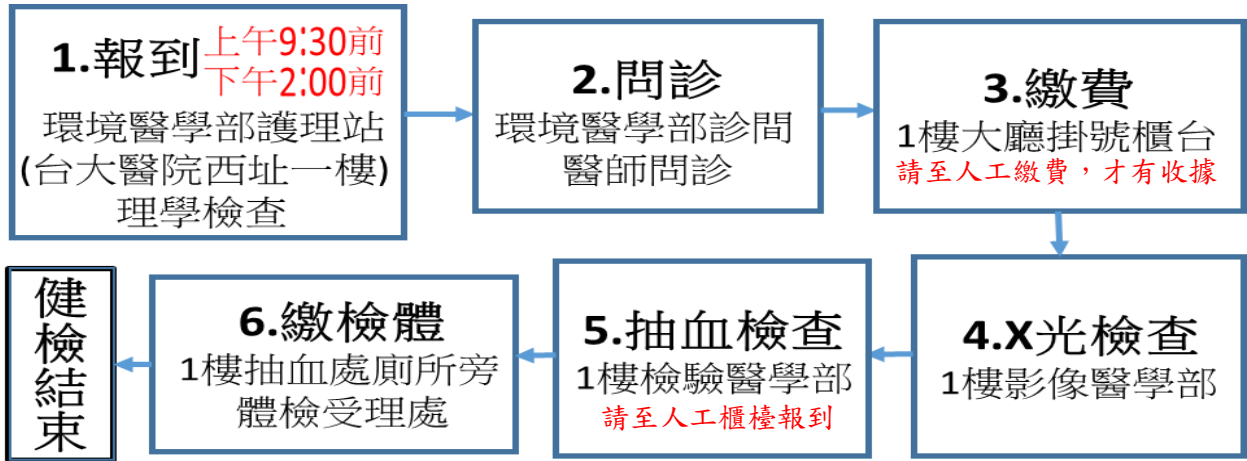 1.報到 上午9:30前
下午2:00前
環境醫學部護理站
(台大醫院西址一樓)
理學檢查
2.問診
環境醫學部診間
醫師問診
3.繳費
1樓大廳掛號櫃台
請至人工繳費，才有收據
4.X光檢查
1樓影像醫學部
5.抽血檢查
1樓檢驗醫學部
請至人工櫃檯報到
6.繳檢體
1樓抽血處廁所旁
體檢受理處
健檢結束